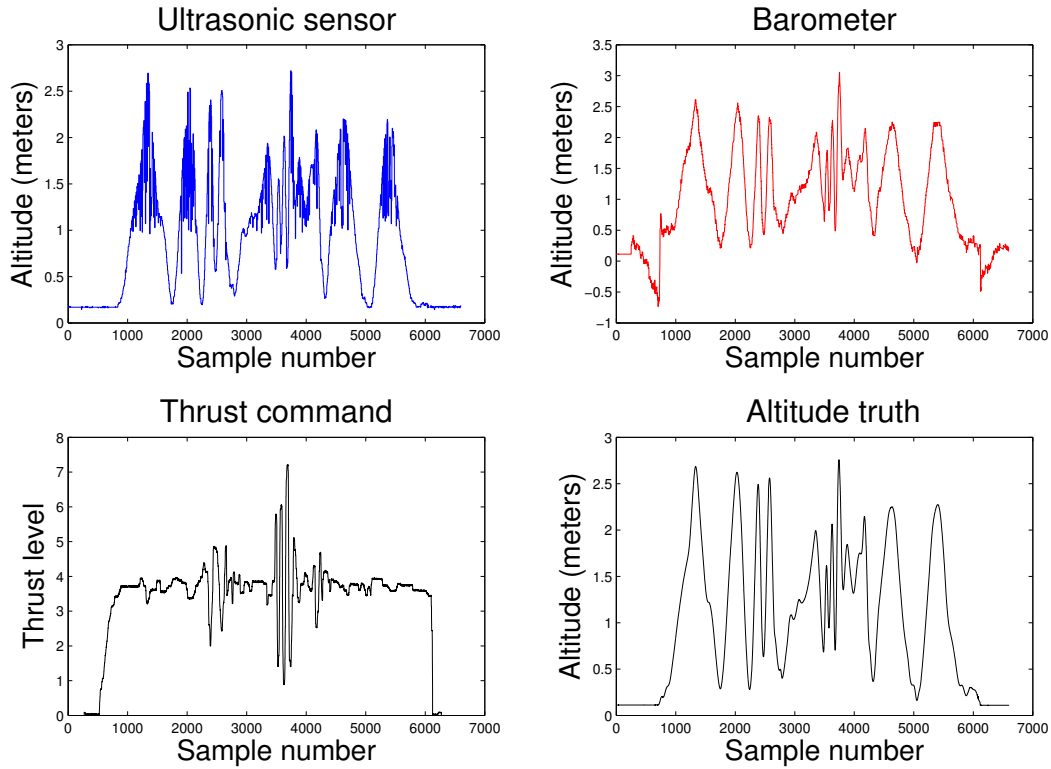 Ultrasonic sensor
Altitude (meters)
3
2.5
2
1.5
1
0.5
0
0 1000 2000 3000 4000 5000 6000 7000
Sample number
Barometer
Altitude (meters)
3.5
3
2.5
2
1.5
1
0.5
0
−0.5
−1
0 1000 2000 3000 4000 5000 6000 7000
Sample number
Thrust command
Thrust level
8
7
6
5
4
3
2
1
0
0 1000 2000 3000 4000 5000 6000 7000
Sample number
Altitude truth
Altitude (meters)
3
2.5
2
1.5
1
0.5
0
0 1000 2000 3000 4000 5000 6000 7000
Sample number